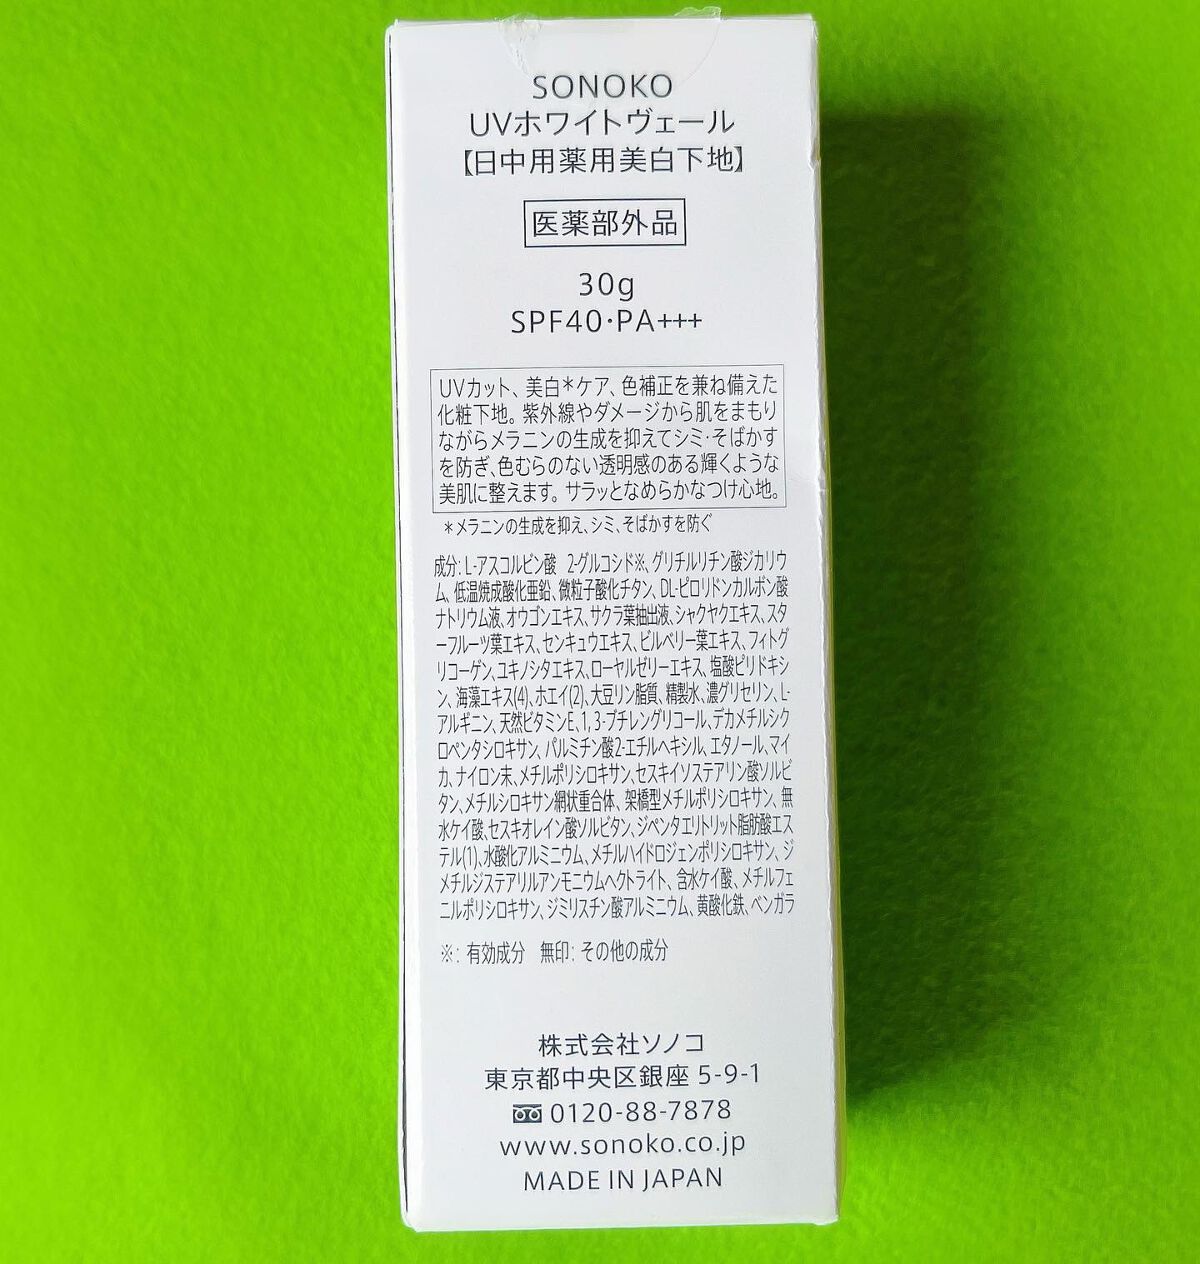 SONOKO
UVホワイトヴェール
【日中用薬用美白下地】
医薬部外品
30g
SPF40·PA+++
UVカット、美白*ケア、色補正を兼ね備えた
化粧下地。紫外線やダメージから肌をまもり
ながらメラニンの生成を抑えてシミ·そばかす
を防ぎ、色むらのない透明感のある輝くような
美肌に整えます。サラッとなめらかなつけ心地。
*メラニンの生成を抑え、シミ、そばかすを防ぐ
成分: L-アスコルビン酸 2-グルコシド※、グリチルリチン酸ジカリウ
ム、低温焼成酸化亜鉛、微粒子酸化チタン、DL-ピロリドンカルボン酸
ナトリウム液、オウゴンエキス、サクラ葉抽出液、シャクヤクエキス、スタ
ーフルーツ葉エキス、センキュウエキス、ビルベリー葉エキス、フィトグ
リコーゲン、ユキノシタエキス、ローヤルゼリーエキス、塩酸ピリドキシ
ン、海藻エキス(4)、ホエイ(2)、大豆リン脂質、精製水、濃グリセリン、L-
アルギニン、天然ビタミンE、1,3-ブチレングリコール、デカメチルシク
ロペンタシロキサン、パルミチン酸2-エチルヘキシル、エタノール、マイ
カ、ナイロン末、メチルポリシロキサン、セスキイソステアリン酸ソルビ
タン、メチルシロキサン網状重合体、架橋型メチルポリシロキサン、無
水ケイ酸、セスキオレイン酸ソルビタン、ジペンタエリトリット脂肪酸エス
テル(1)、水酸化アルミニウム、メチルハイドロジェンポリシロキサン、ジ
メチルジステアリルアンモニウムヘクトライト、含水ケイ酸、メチルフェ
ニルポリシロキサン、ジミリスチン酸アルミニウム、黄酸化鉄、ベンガラ
※: 有効成分 無印: その他の成分
株式会社ソノコ
東京都中央区銀座 5-9-1
0120-88-7878
www.sonoko.co.jp
MADE IN JAPAN